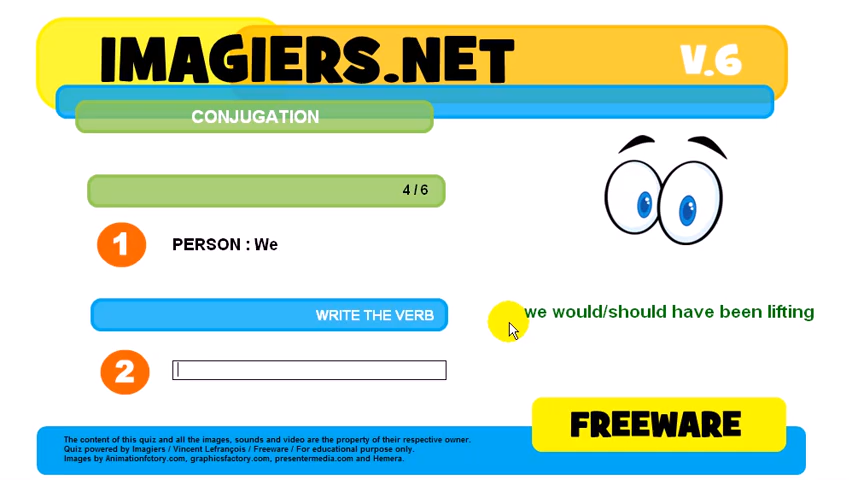 IMAGIERS.NET
V.6
CONJUGATION
4 / 6
1
PERSON : We
WRITE THE VERB
we would/should have been lifting
2
FREEWARE
The content of this quiz and all the images, sounds and video are the property of their respective owner.
Quiz powered by Imagiers / Vincent Lefrançois / Freeware / For educational purpose only.
Images by Animationfctory.com, graphicsfactory.com, presentermedia.com and Hemera.